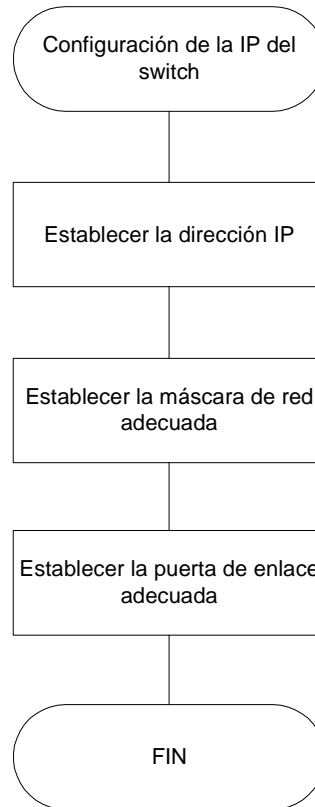 Configuración de la IP del
switch
Establecer la dirección IP
Establecer la máscara de red
adecuada
Establecer la puerta de enlace
adecuada
FIN